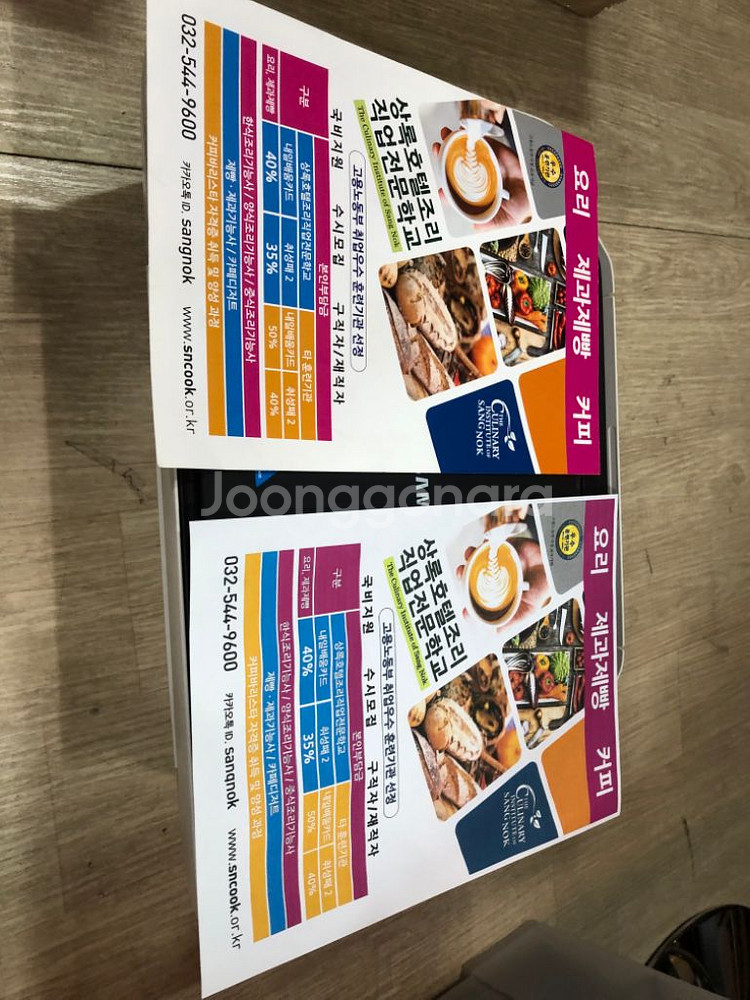 요리 제과제빵 커피
상록호텔조리
직업전문학교
The Culinary Institute of Sang Nok
THE
CULINARY
INSTITUTE OF
SANGNOK
고용노동부 취업우수 훈련기관 선정
국비지원 수시모집 구직자/재직자
구분 본인부담금
상록호텔조리직업전문학교 타 훈련기관
내일배움카드 취성패 2 내일배움카드 취성패 2
요리, 제과제빵 40% 35% 50% 40%
한식조리기능사 / 양식조리기능사 / 중식조리기능사
제빵 · 제과기능사 / 카페디저트
커피바리스타 자격증 취득 및 양성 과정
032-544-9600 카카오톡 ID. sangnok www.sncook.or.kr
Joonggonara
요리 제과제빵 커피
상록호텔조리
직업전문학교
The Culinary Institute of Sang Nok
THE
CULINARY
INSTITUTE OF
SANGNOK
고용노동부 취업우수 훈련기관 선정
국비지원 수시모집 구직자/재직자
구분 본인부담금
상록호텔조리직업전문학교 타 훈련기관
내일배움카드 취성패 2 내일배움카드 취성패 2
요리, 제과제빵 40% 35% 50% 40%
한식조리기능사 / 양식조리기능사 / 중식조리기능사
제빵 · 제과기능사 / 카페디저트
커피바리스타 자격증 취득 및 양성 과정
032-544-9600 카카오톡 ID. sangnok www.sncook.or.kr